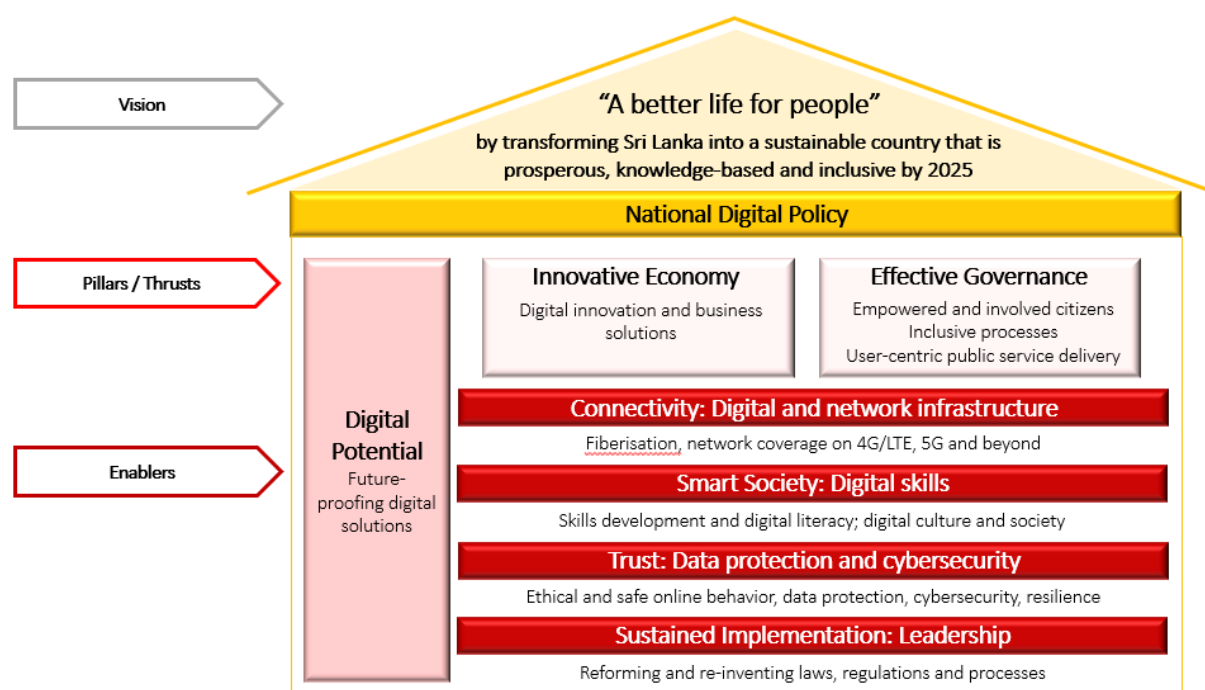 Vision
“A better life for people”
by transforming Sri Lanka into a sustainable country that is
prosperous, knowledge-based and inclusive by 2025
National Digital Policy
Pillars / Thrusts
Innovative Economy
Digital innovation and business
solutions
Effective Governance
Empowered and involved citizens
Inclusive processes
User-centric public service delivery
Enablers
Digital
Potential
Future-
proofing digital
solutions
Connectivity: Digital and network infrastructure
Fiberisation, network coverage on 4G/LTE, 5G and beyond
Smart Society: Digital skills
Skills development and digital literacy; digital culture and society
Trust: Data protection and cybersecurity
Ethical and safe online behavior, data protection, cybersecurity, resilience
Sustained Implementation: Leadership
Reforming and re-inventing laws, regulations and processes